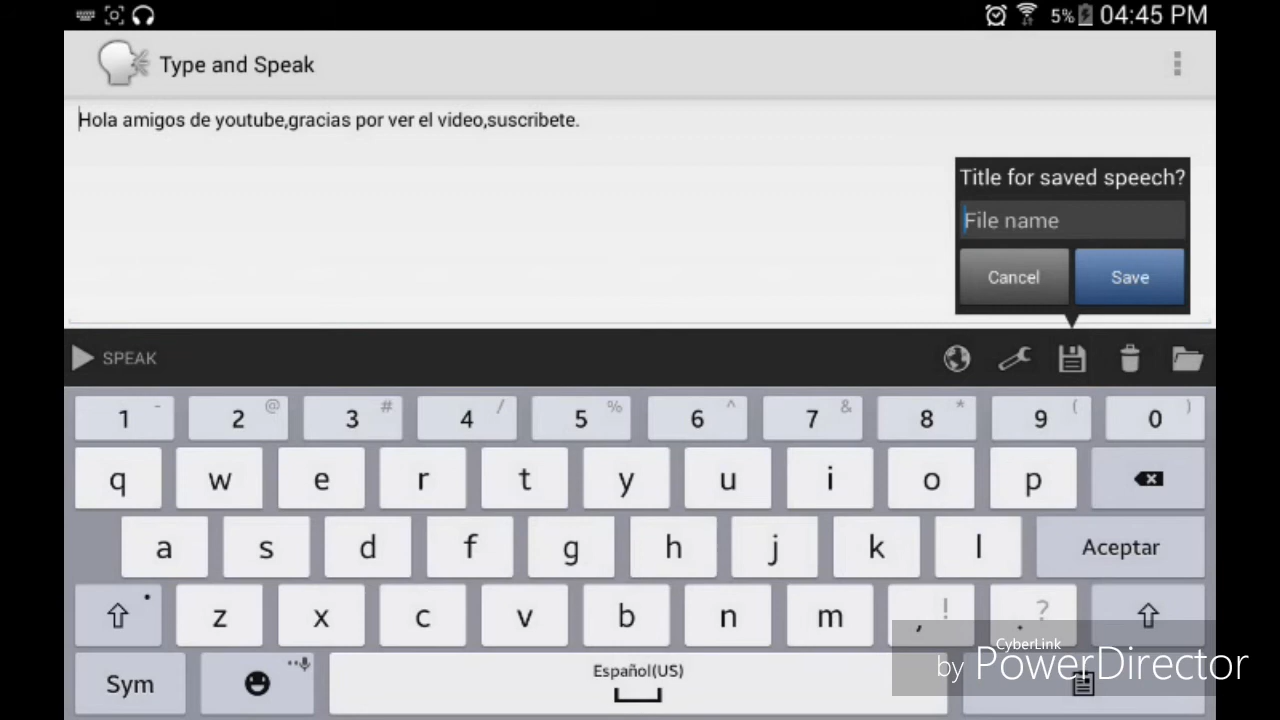 5% 04:45 PM
Type and Speak
Hola amigos de youtube,gracias por ver el video,suscribete.
Title for saved speech?
File name
Cancel Save
SPEAK
1 - 2 @ 3 # 4 / 5 % 6 ^ 7 & 8 * 9 ( 0 )
q w e r t y u i o p
a s d f g h j k l Aceptar
z x c v b n m , ! . ?
Sym Español(US)
CyberLink
by PowerDirector